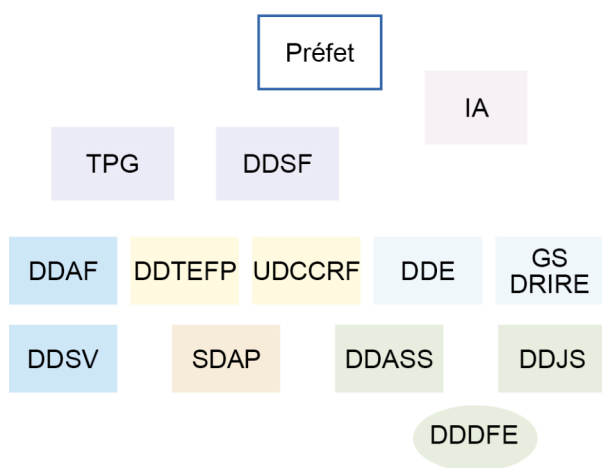 Préfet
IA
TPG
DDSF
DDAF
DDTEFP
UDCCRF
DDE
GS
DRIRE
DDSV
SDAP
DDASS
DDJS
DDDFE